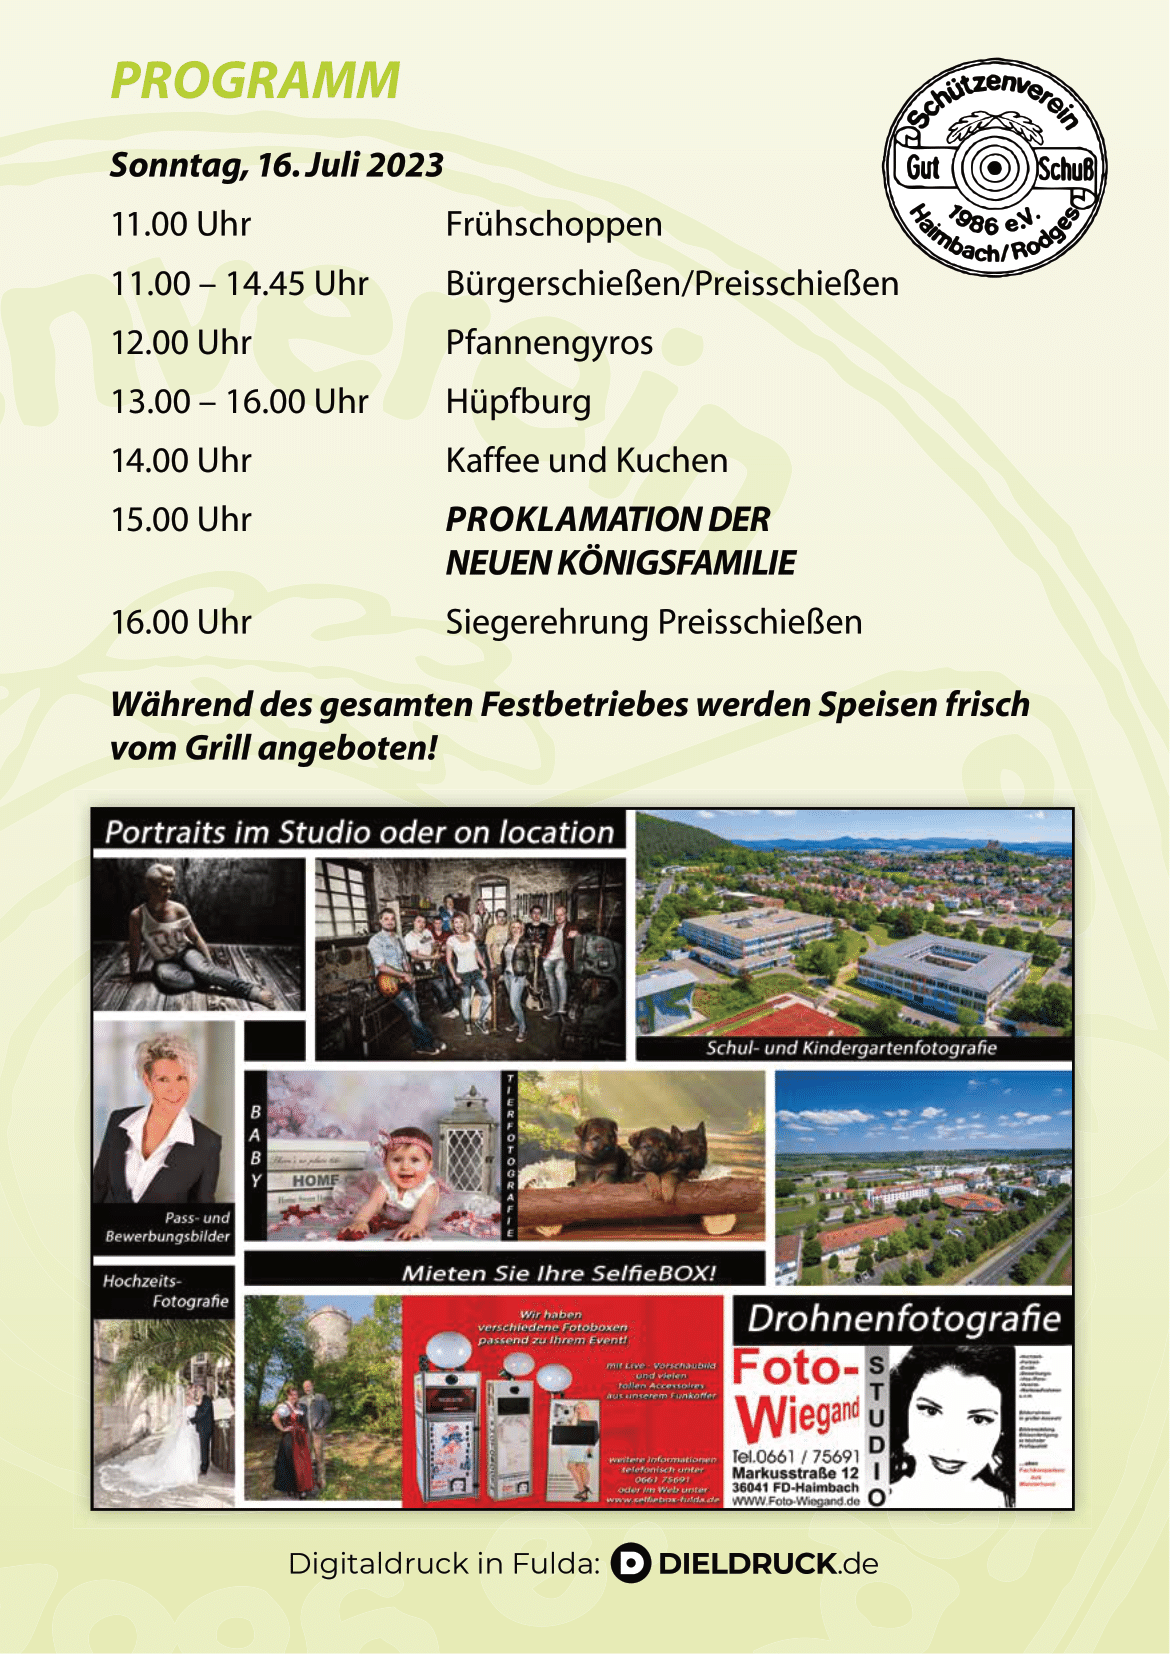 PROGRAMM
Schützenverein
Gut Schuß
1986 e.V.
Haimbach/Rodges
Sonntag, 16. Juli 2023
11.00 Uhr Frühschoppen
11.00 – 14.45 Uhr Bürgerschießen/Preisschießen
12.00 Uhr Pfannengyros
13.00 – 16.00 Uhr Hüpfburg
14.00 Uhr Kaffee und Kuchen
15.00 Uhr PROKLAMATION DER
NEUEN KÖNIGSFAMILIE
16.00 Uhr Siegerehrung Preisschießen
Während des gesamten Festbetriebes werden Speisen frisch
vom Grill angeboten!
Portraits im Studio oder on location
Schul- und Kindergartenfotografie
BABY
HOME
TIERFOTOGRAFIE
Pass- und
Bewerbungsbilder
Mieten Sie Ihre SelfieBOX!
Hochzeits-
Fotografie
Wir haben
verschiedene Fotoboxen
passend zu Ihrem Event!
mit Live - Vorschaubild
und vielen
tollen Accessoires
aus unserem Funkoffer
weitere Informationen
telefonisch unter
0661 75691
oder im Web unter
www.selfiebox-fulda.de
Drohnenfotografie
Foto-
Wiegand
STUDIO
Tel.0661 / 75691
Markusstraße 12
36041 FD-Haimbach
WWW.Foto-Wiegand.de
Digitaldruck in Fulda: DIELDRUCK.de